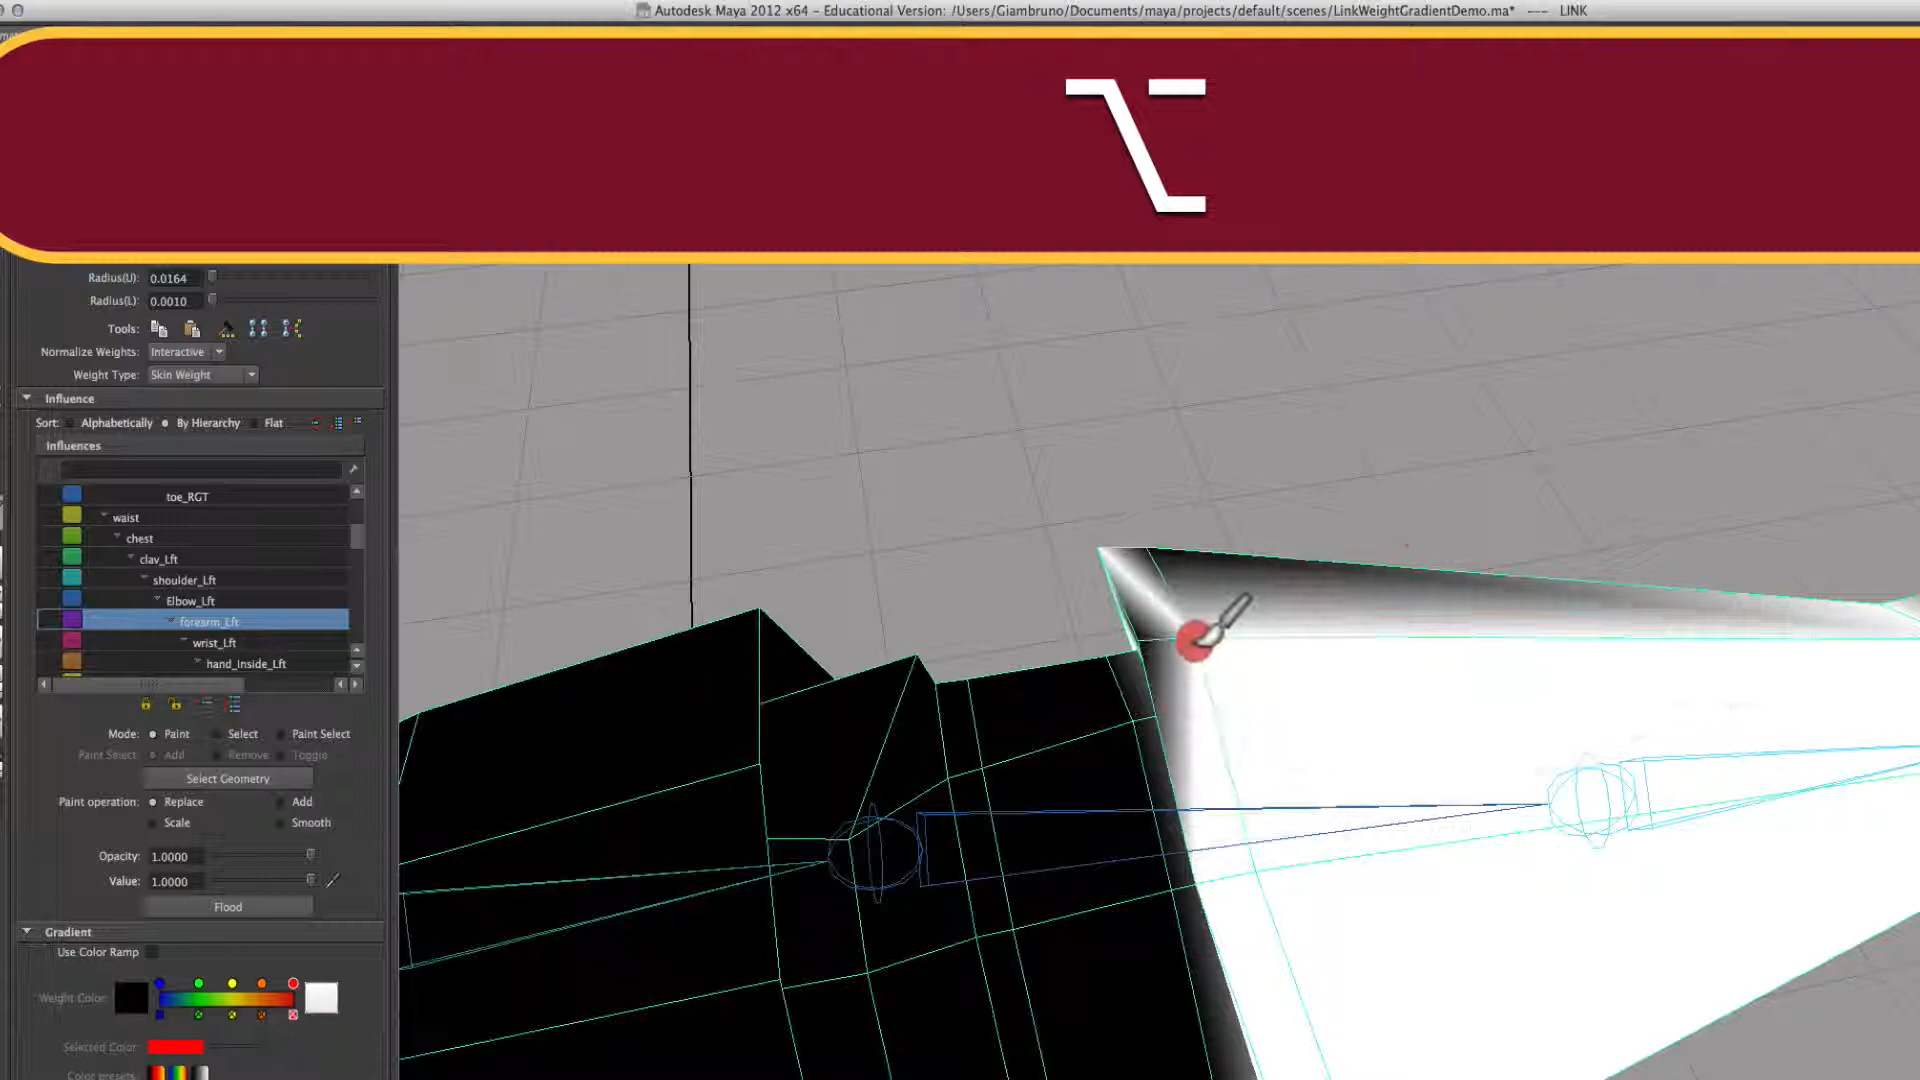 Autodesk Maya 2012 x64 – Educational Version: /Users/Giambruno/Documents/maya/projects/default/scenes/LinkWeightGradientDemo.ma* --- LINK
⌥
Radius(U): 0.0164
Radius(L): 0.0010
Tools:
Normalize Weights: Interactive
Weight Type: Skin Weight
Influence
Sort: Alphabetically By Hierarchy Flat
Influences
toe_RGT
waist
chest
clav_Lft
shoulder_Lft
Elbow_Lft
forearm_Lft
wrist_Lft
hand_Inside_Lft
Mode: Paint Select Paint Select
Paint Select: Add Remove Toggle
Select Geometry
Paint operation: Replace Add
Scale Smooth
Opacity: 1.0000
Value: 1.0000
Flood
Gradient
Use Color Ramp
Weight Color:
Selected Color:
Color presets: